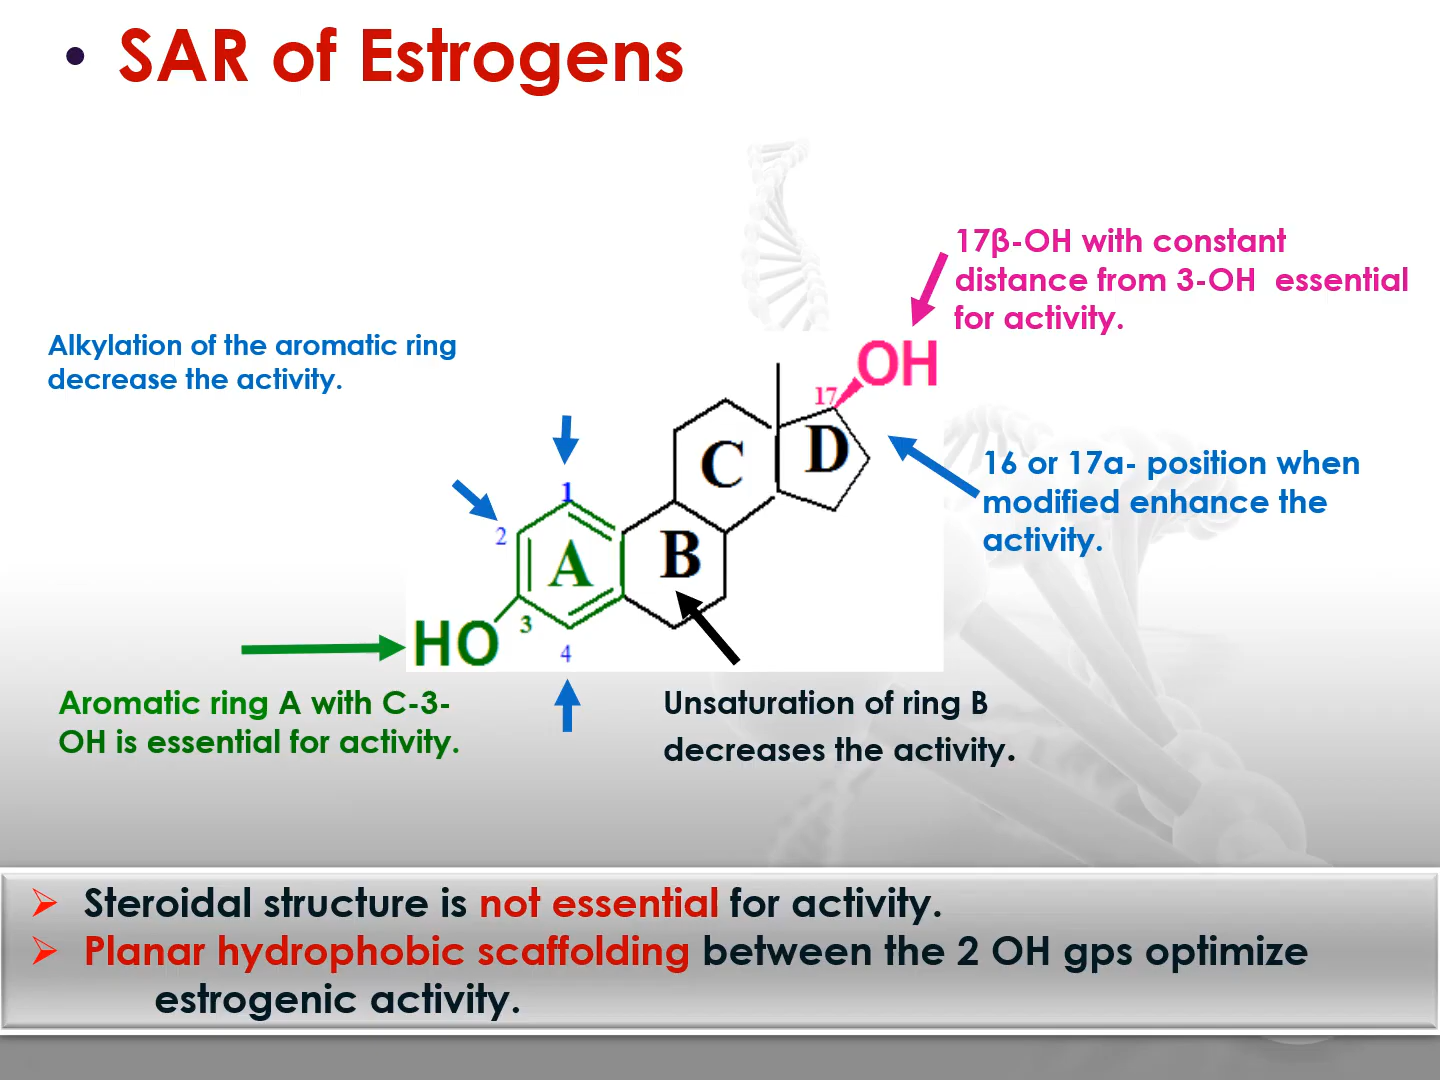 • SAR of Estrogens
17β-OH with constant
distance from 3-OH essential
for activity.
Alkylation of the aromatic ring
decrease the activity.
OH
17
D
C
16 or 17a- position when
modified enhance the
activity.
1
2
A
B
3
HO
4
Aromatic ring A with C-3-
OH is essential for activity.
Unsaturation of ring B
decreases the activity.
➢ Steroidal structure is not essential for activity.
➢ Planar hydrophobic scaffolding between the 2 OH gps optimize
estrogenic activity.